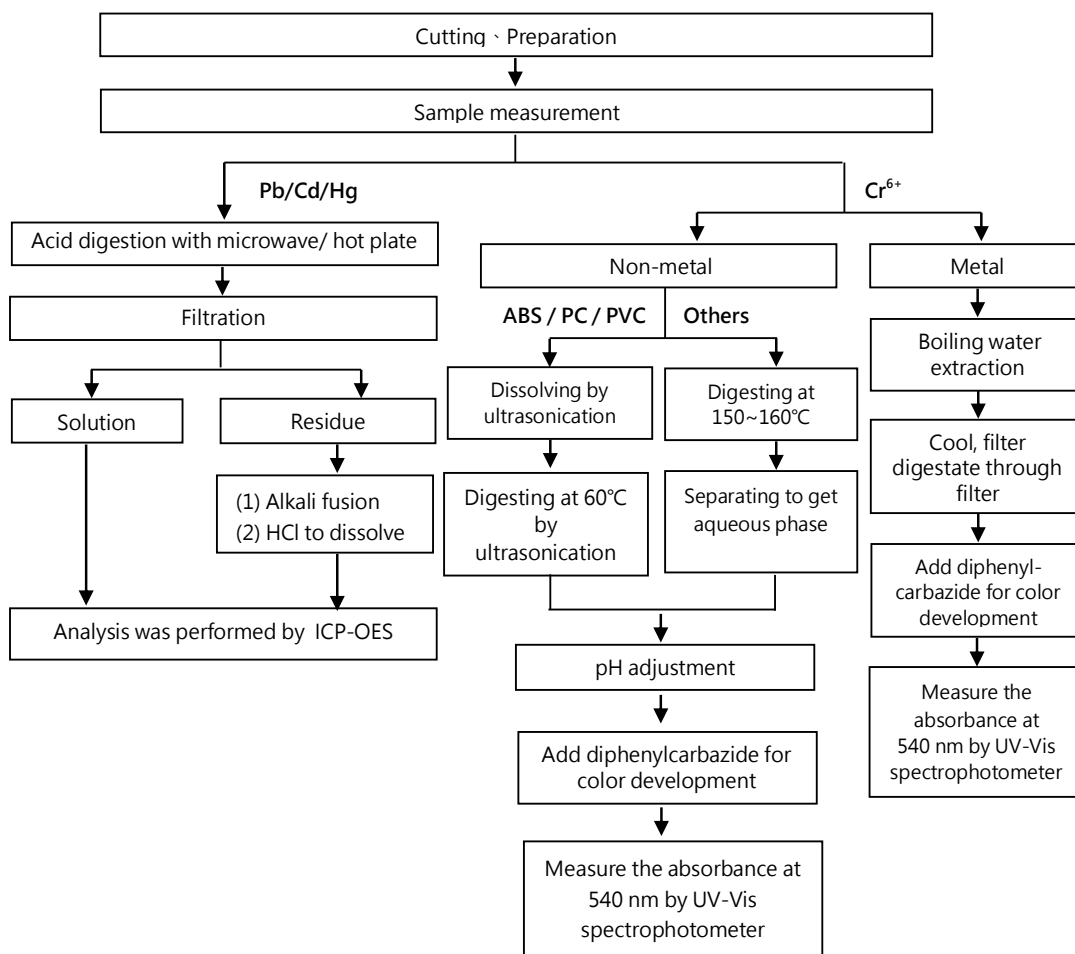 Cutting、Preparation
Sample measurement
Pb/Cd/Hg
Cr⁶⁺
Acid digestion with microwave/ hot plate
Filtration
Solution
Residue
(1) Alkali fusion
(2) HCl to dissolve
Analysis was performed by ICP-OES
Non-metal
ABS / PC / PVC
Others
Dissolving by
ultrasonication
Digesting at 60℃
by
ultrasonication
Digesting at
150~160℃
Separating to get
aqueous phase
pH adjustment
Add diphenylcarbazide for
color development
Measure the absorbance at
540 nm by UV-Vis
spectrophotometer
Metal
Boiling water
extraction
Cool, filter
digestate through
filter
Add diphenyl-
carbazide for color
development
Measure the
absorbance at
540 nm by UV-Vis
spectrophotometer